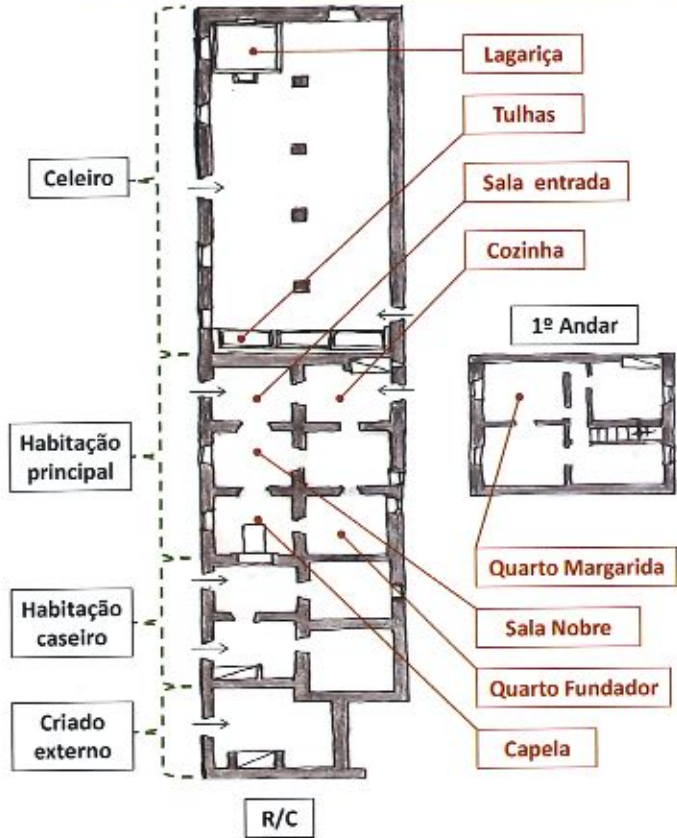 Lagariça
Tulhas
Celeiro
Sala entrada
Cozinha
1º Andar
Habitação
principal
Quarto Margarida
Habitação
caseiro
Sala Nobre
Quarto Fundador
Criado
externo
Capela
R/C